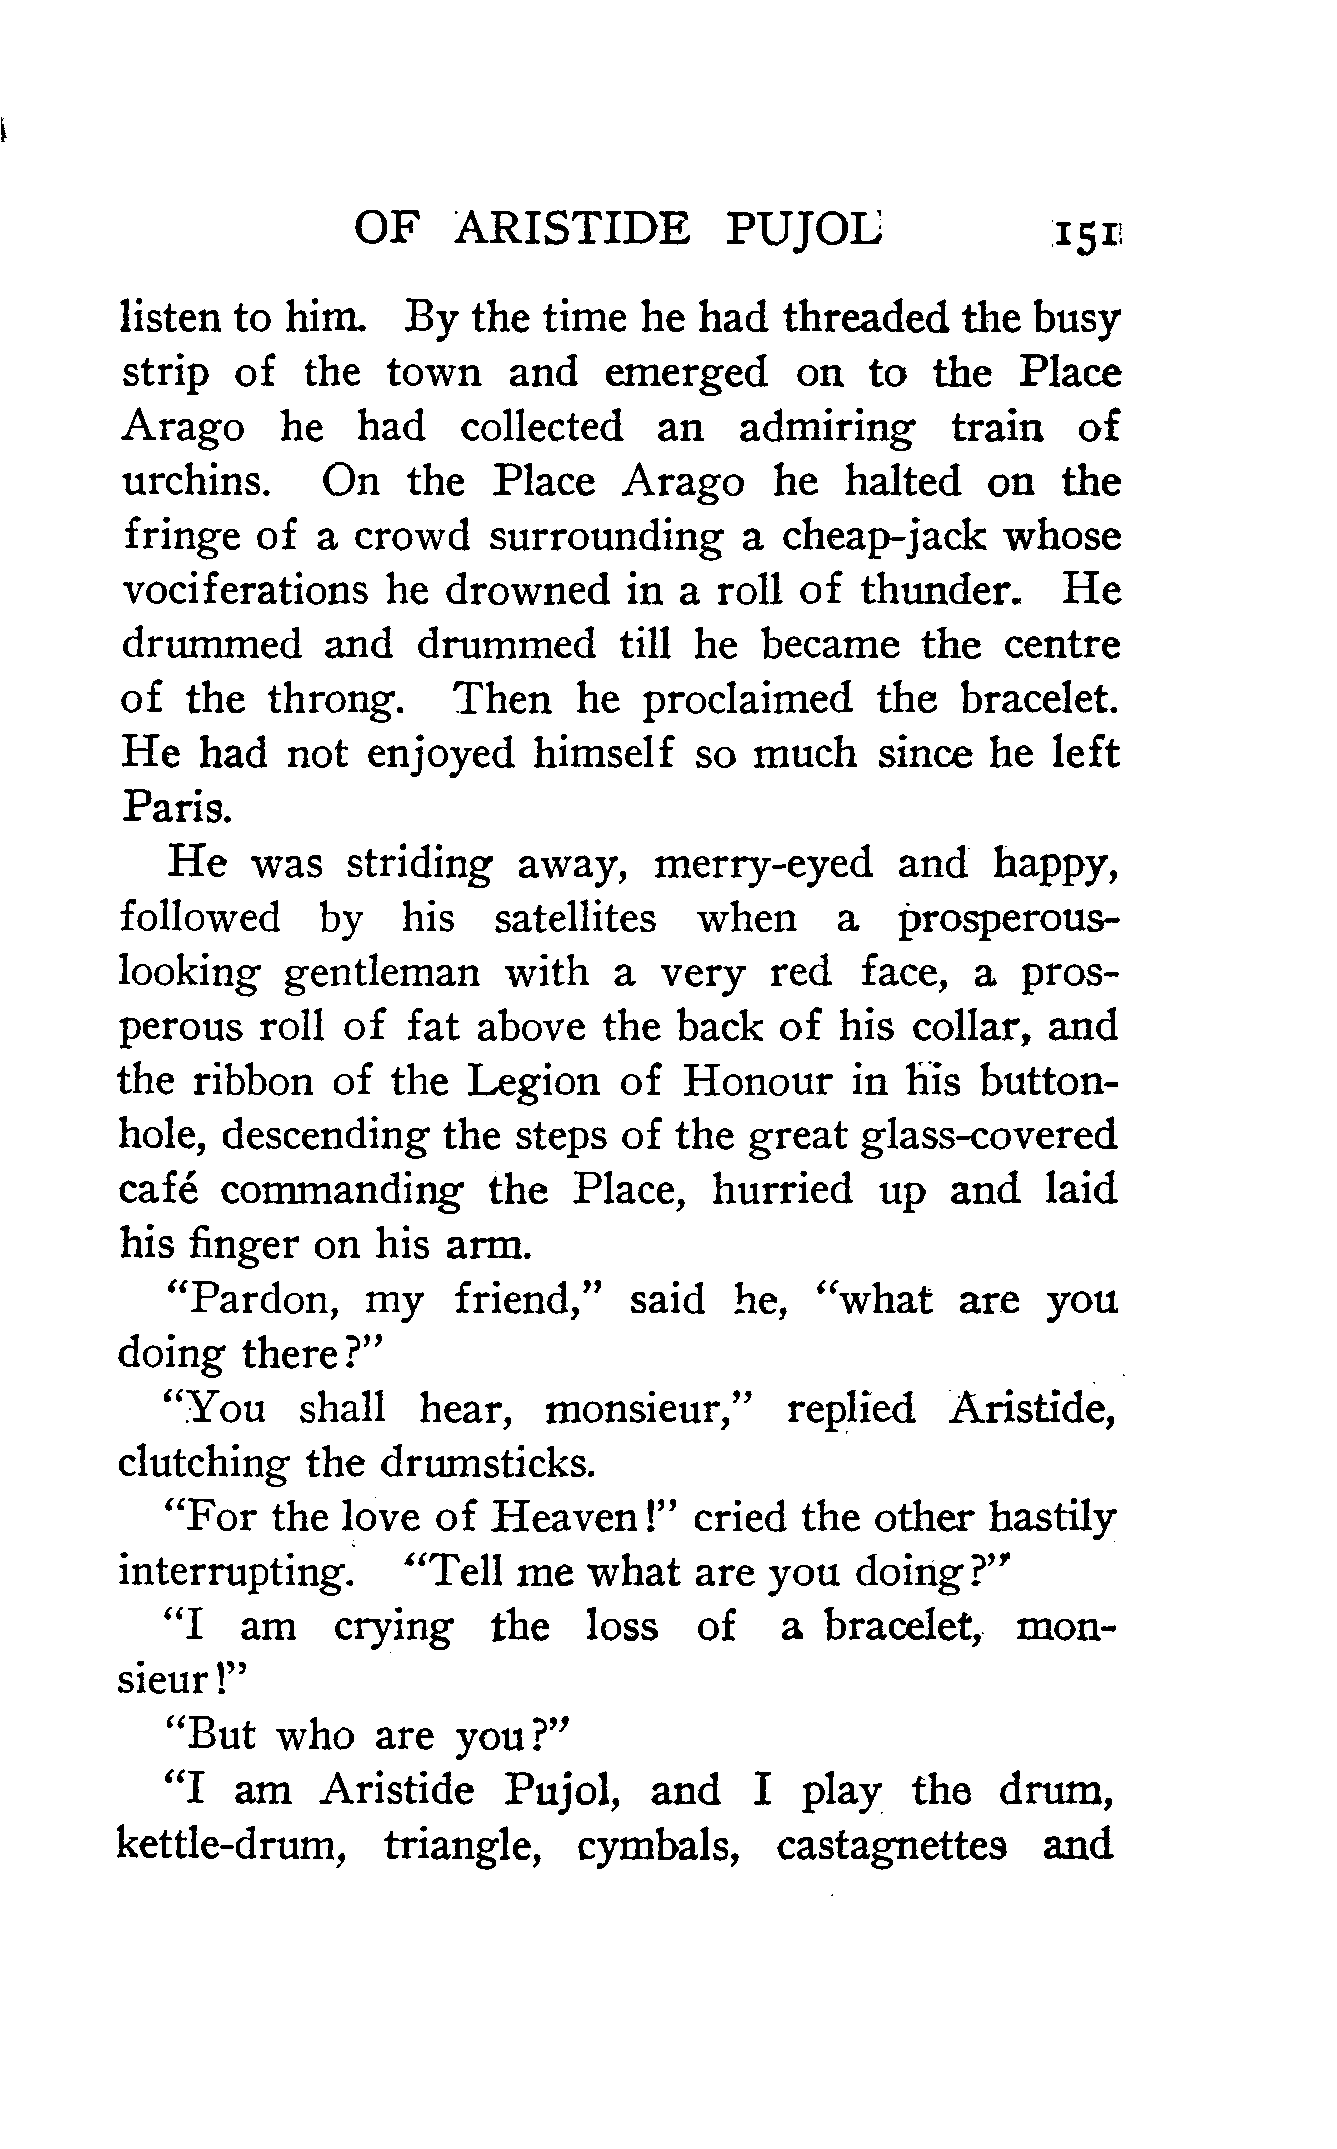 OF ARISTIDE PUJOL 151
listen to him. By the time he had threaded the busy
strip of the town and emerged on to the Place
Arago he had collected an admiring train of
urchins. On the Place Arago he halted on the
fringe of a crowd surrounding a cheap-jack whose
vociferations he drowned in a roll of thunder. He
drummed and drummed till he became the centre
of the throng. Then he proclaimed the bracelet.
He had not enjoyed himself so much since he left
Paris.
He was striding away, merry-eyed and happy,
followed by his satellites when a prosperous-
looking gentleman with a very red face, a pros-
perous roll of fat above the back of his collar, and
the ribbon of the Legion of Honour in his button-
hole, descending the steps of the great glass-covered
café commanding the Place, hurried up and laid
his finger on his arm.
"Pardon, my friend," said he, "what are you
doing there?"
"You shall hear, monsieur," replied Aristide,
clutching the drumsticks.
"For the love of Heaven!" cried the other hastily
interrupting. "Tell me what are you doing?"
"I am crying the loss of a bracelet, mon-
sieur!"
"But who are you?"
"I am Aristide Pujol, and I play the drum,
kettle-drum, triangle, cymbals, castagnettes and